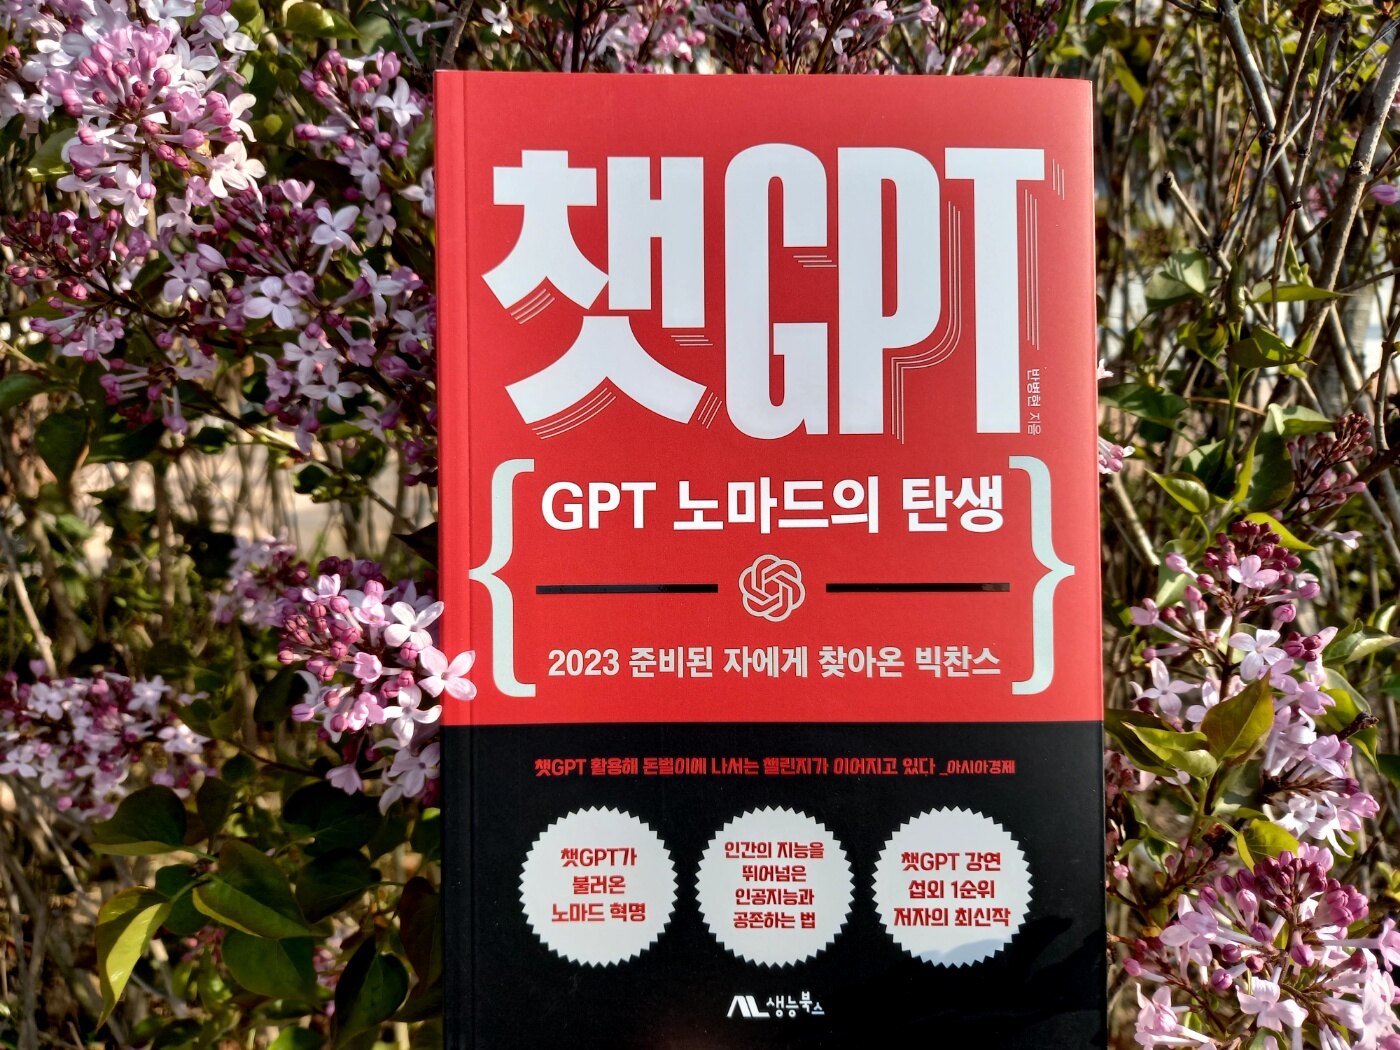 챗GPT
반병현 지음
GPT 노마드의 탄생
2023 준비된 자에게 찾아온 빅찬스
챗GPT 활용해 돈벌이에 나서는 챌린지가 이어지고 있다 _아시아경제
챗GPT가
불러온
노마드 혁명
인간의 지능을
뛰어넘은
인공지능과
공존하는 법
챗GPT 강연
섭외 1순위
저자의 최신작
생능북스